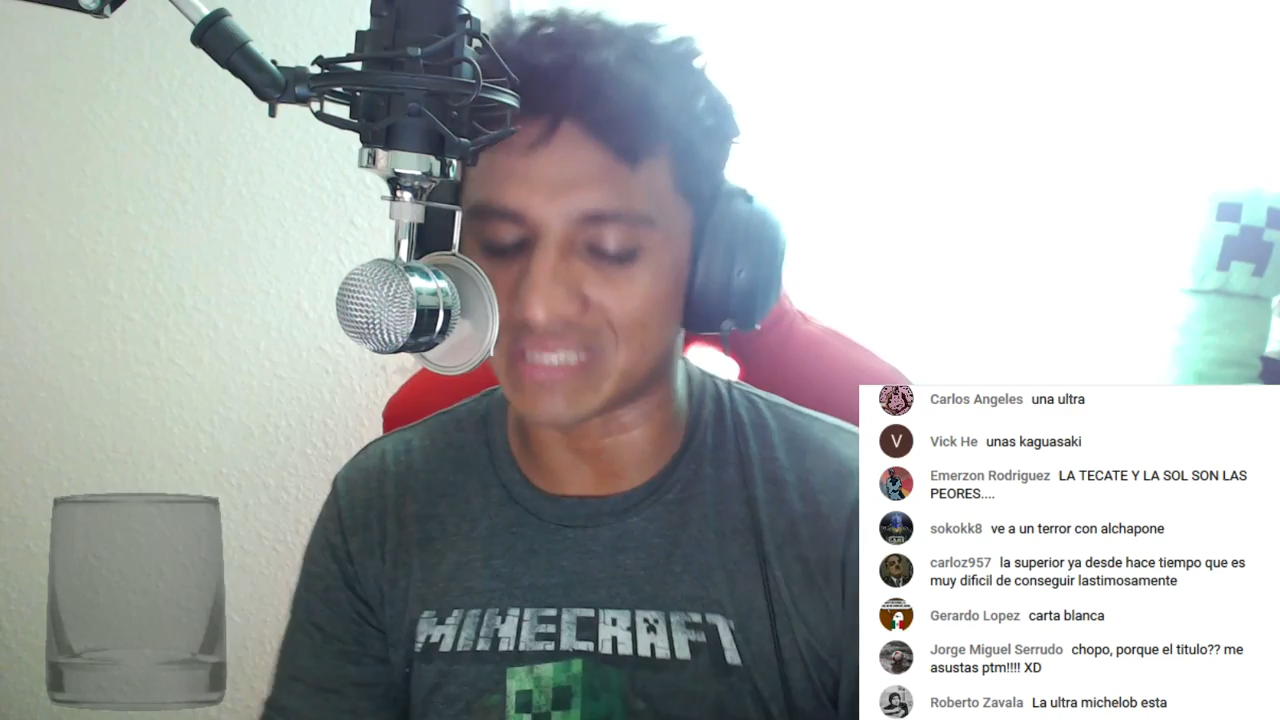 MINECRAFT
Carlos Angeles una ultra
V
Vick He unas kaguasaki
Emerzon Rodriguez LA TECATE Y LA SOL SON LAS
PEORES....
sokokk8 ve a un terror con alchapone
carloz957 la superior ya desde hace tiempo que es
muy dificil de conseguir lastimosamente
Gerardo Lopez carta blanca
Jorge Miguel Serrudo chopo, porque el titulo?? me
asustas ptm!!!! XD
Roberto Zavala La ultra michelob esta